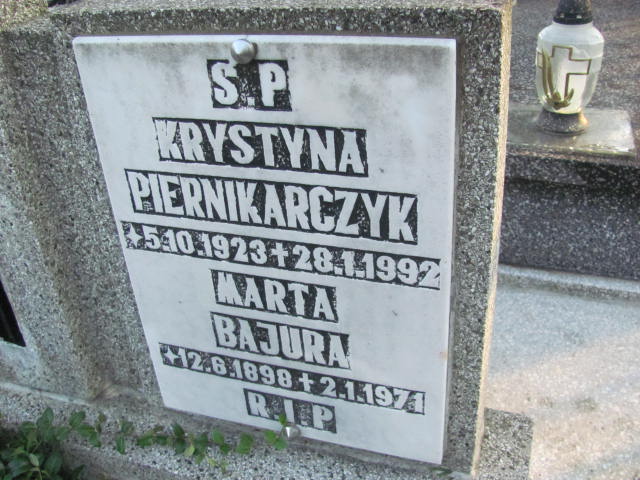 Ś.P
KRYSTYNA
PIERNIKARCZYK
*5.10.1923 +28.1.1992
MARTA
BAJURA
*12.6.1898 +2.1.1971
R.I.P